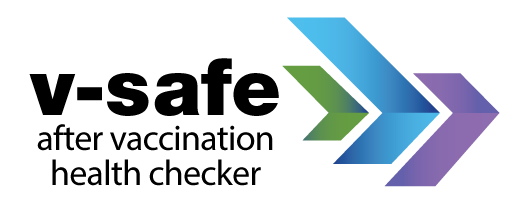 v-safe
after vaccination
health checker